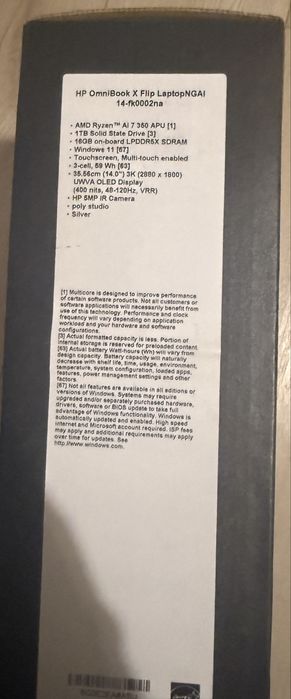 HP OmniBook X Flip LaptopNGAI
14-fk0002na
• AMD Ryzen™ AI 7 350 APU [1]
• 1TB Solid State Drive [3]
• 16GB on-board LPDDR5X SDRAM
• Windows 11 [67]
• Touchscreen, Multi-touch enabled
• 3-cell, 59 Wh [63]
• 35.56cm (14.0") 3K (2880 x 1800)
UWVA OLED Display
(400 nits, 48-120Hz, VRR)
• HP 5MP IR Camera
• poly studio
• Silver
[1] Multicore is designed to improve performance
of certain software products. Not all customers or
software applications will necessarily benefit from
use of this technology. Performance and clock
frequency will vary depending on application
workload and your hardware and software
configurations.
[3] Actual formatted capacity is less. Portion of
internal storage is reserved for preloaded content.
[63] Actual battery Watt-hours (Wh) will vary from
design capacity. Battery capacity will naturally
decrease with shelf life, time, usage, environment,
temperature, system configuration, loaded apps,
features, power management settings and other
factors.
[67] Not all features are available in all editions or
versions of Windows. Systems may require
upgraded and/or separately purchased hardware,
drivers, software or BIOS update to take full
advantage of Windows functionality. Windows is
automatically updated and enabled. High speed
internet and Microsoft account required. ISP fees
may apply and additional requirements may apply
over time for updates. See
http://www.windows.com.